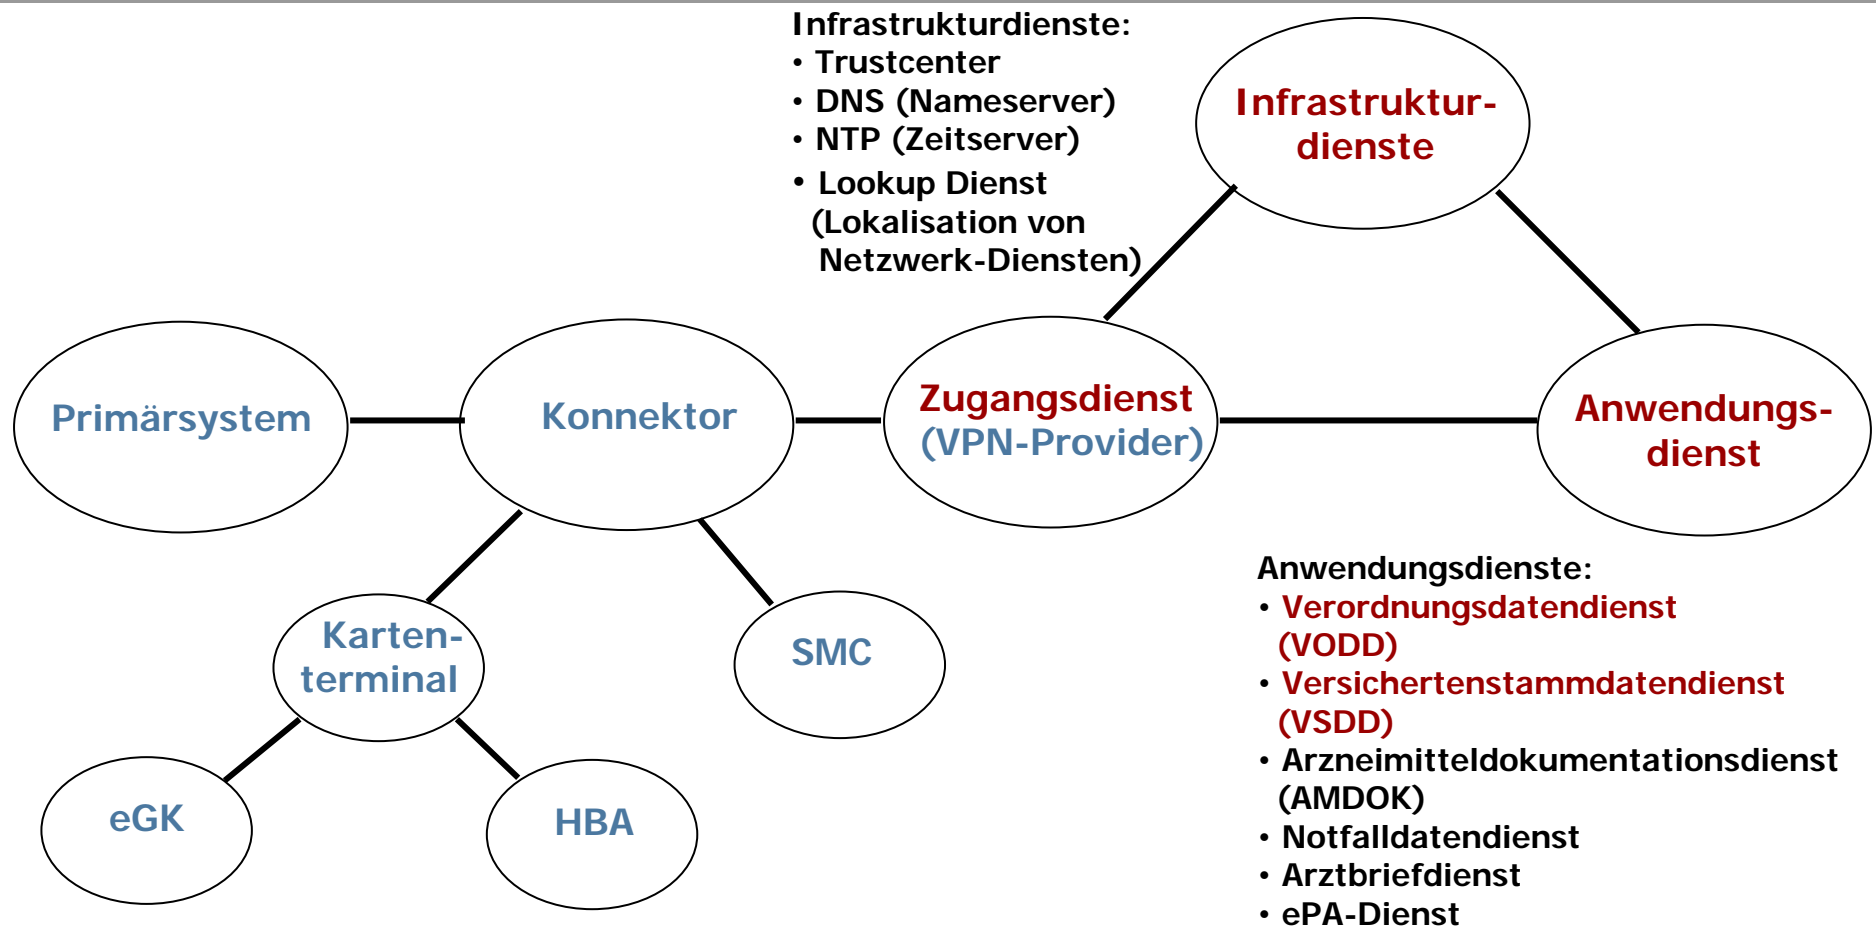 Infrastrukturdienste:
• Trustcenter
• DNS (Nameserver)
• NTP (Zeitserver)
• Lookup Dienst
(Lokalisation von
Netzwerk-Diensten)
Infrastruktur-
dienste
Primärsystem
Konnektor
Zugangsdienst
(VPN-Provider)
Anwendungs-
dienst
Karten-
terminal
SMC
eGK
HBA
Anwendungsdienste:
• Verordnungsdatendienst
(VODD)
• Versichertenstammdatendienst
(VSDD)
• Arzneimitteldokumentationsdienst
(AMDOK)
• Notfalldatendienst
• Arztbriefdienst
• ePA-Dienst